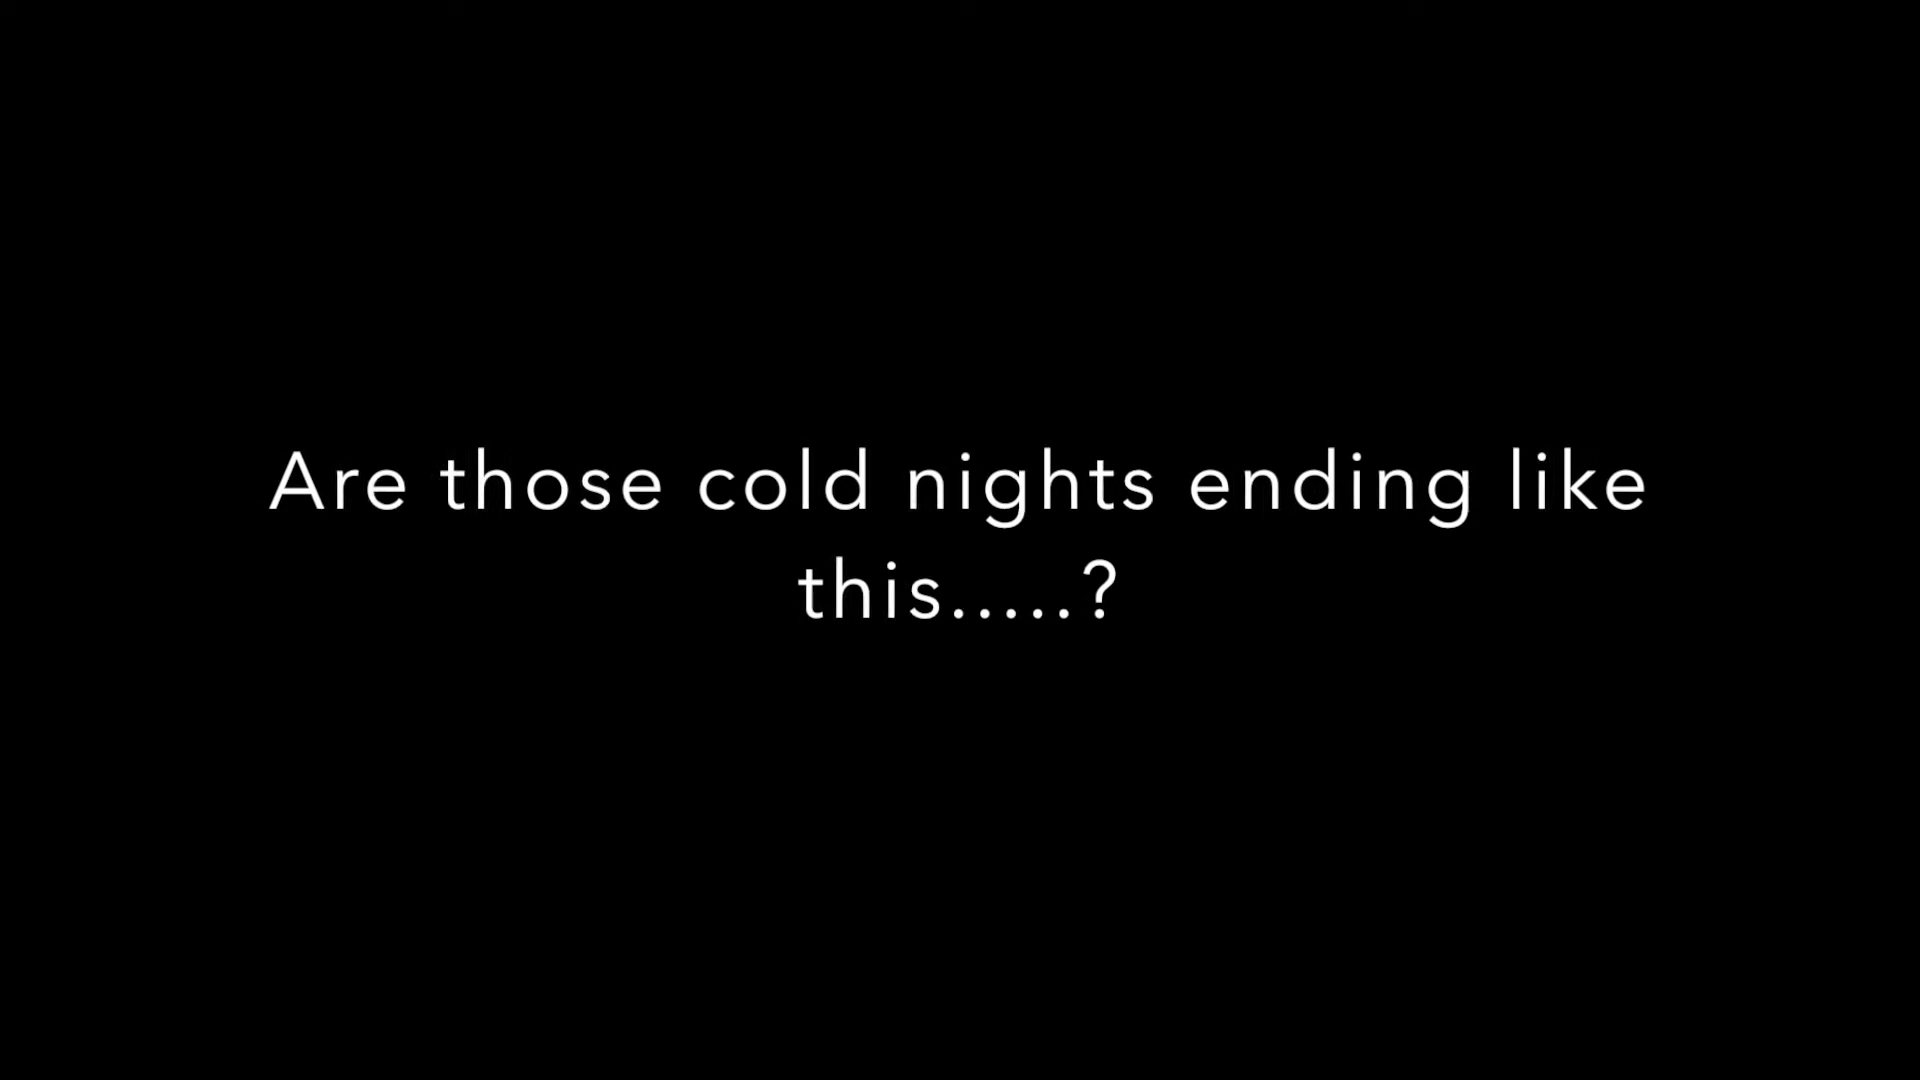 Are those cold nights ending like
this.....?